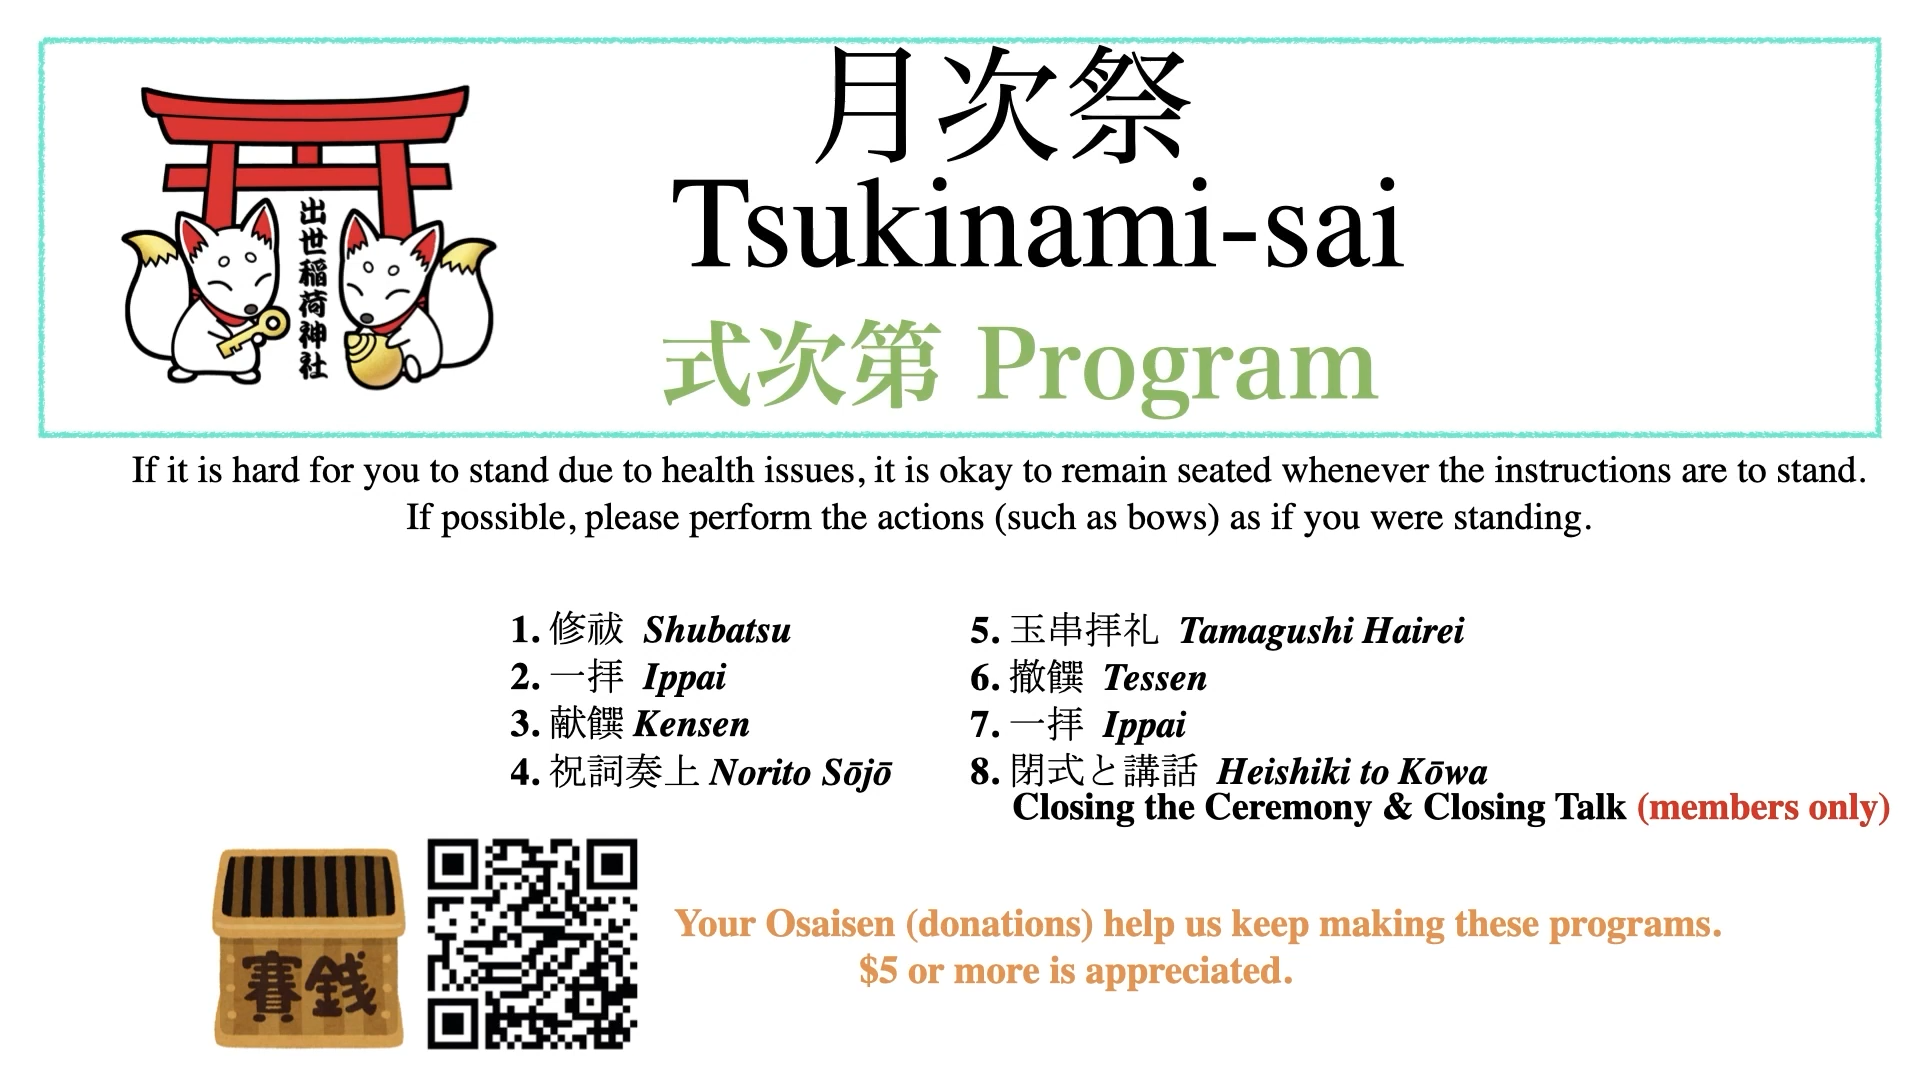 月次祭
Tsukinami-sai
式次第 Program
出世稲荷神社
If it is hard for you to stand due to health issues, it is okay to remain seated whenever the instructions are to stand.
If possible, please perform the actions (such as bows) as if you were standing.
1. 修祓 Shubatsu
2. 一拝 Ippai
3. 献饌 Kensen
4. 祝詞奏上 Norito Sōjō
5. 玉串拝礼 Tamagushi Hairei
6. 撤饌 Tessen
7. 一拝 Ippai
8. 閉式と講話 Heishiki to Kōwa
Closing the Ceremony & Closing Talk (members only)
賽銭
Your Osaisen (donations) help us keep making these programs.
$5 or more is appreciated.